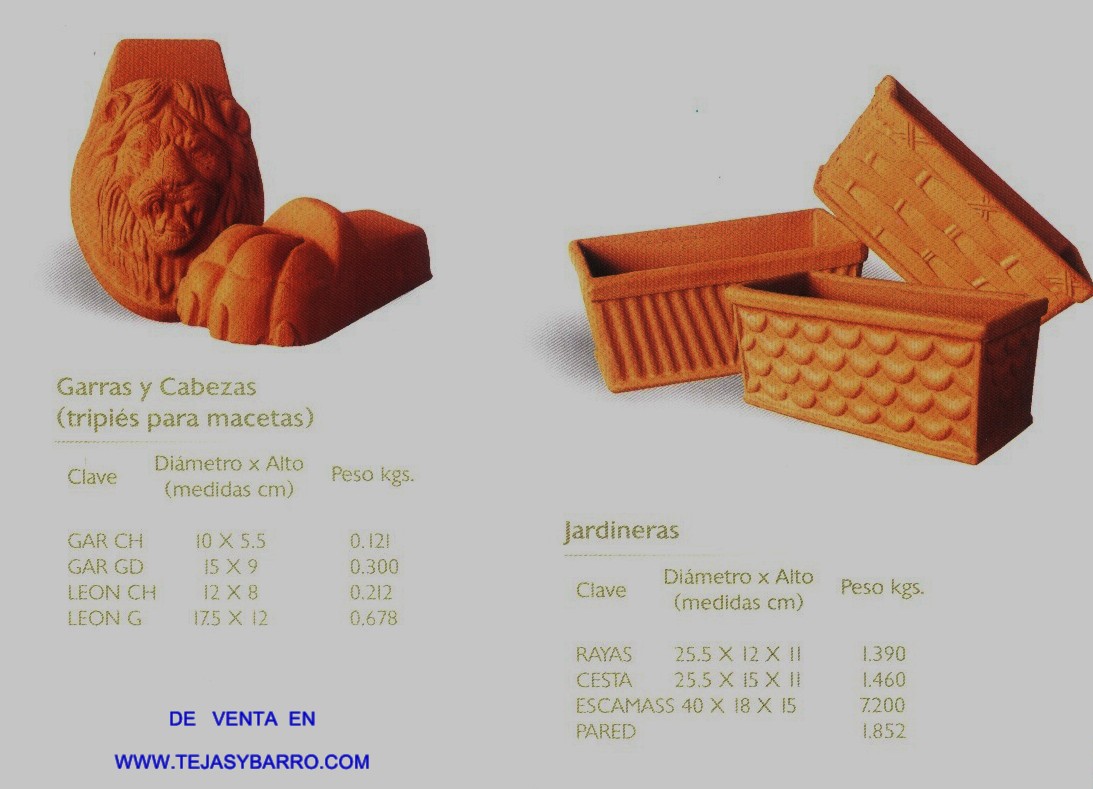 Garras y Cabezas
(tripiés para macetas)
Clave Diámetro x Alto (medidas cm) Peso kgs.
GAR CH 10 X 5.5 0.121
GAR GD 15 X 9 0.300
LEON CH 12 X 8 0.212
LEON G 17.5 X 12 0.678
DE VENTA EN
WWW.TEJASYBARRO.COM
Jardineras
Clave Diámetro x Alto (medidas cm) Peso kgs.
RAYAS 25.5 X 12 X 11 1.390
CESTA 25.5 X 15 X 11 1.460
ESCAMASS 40 X 18 X 15 7.200
PARED 1.852